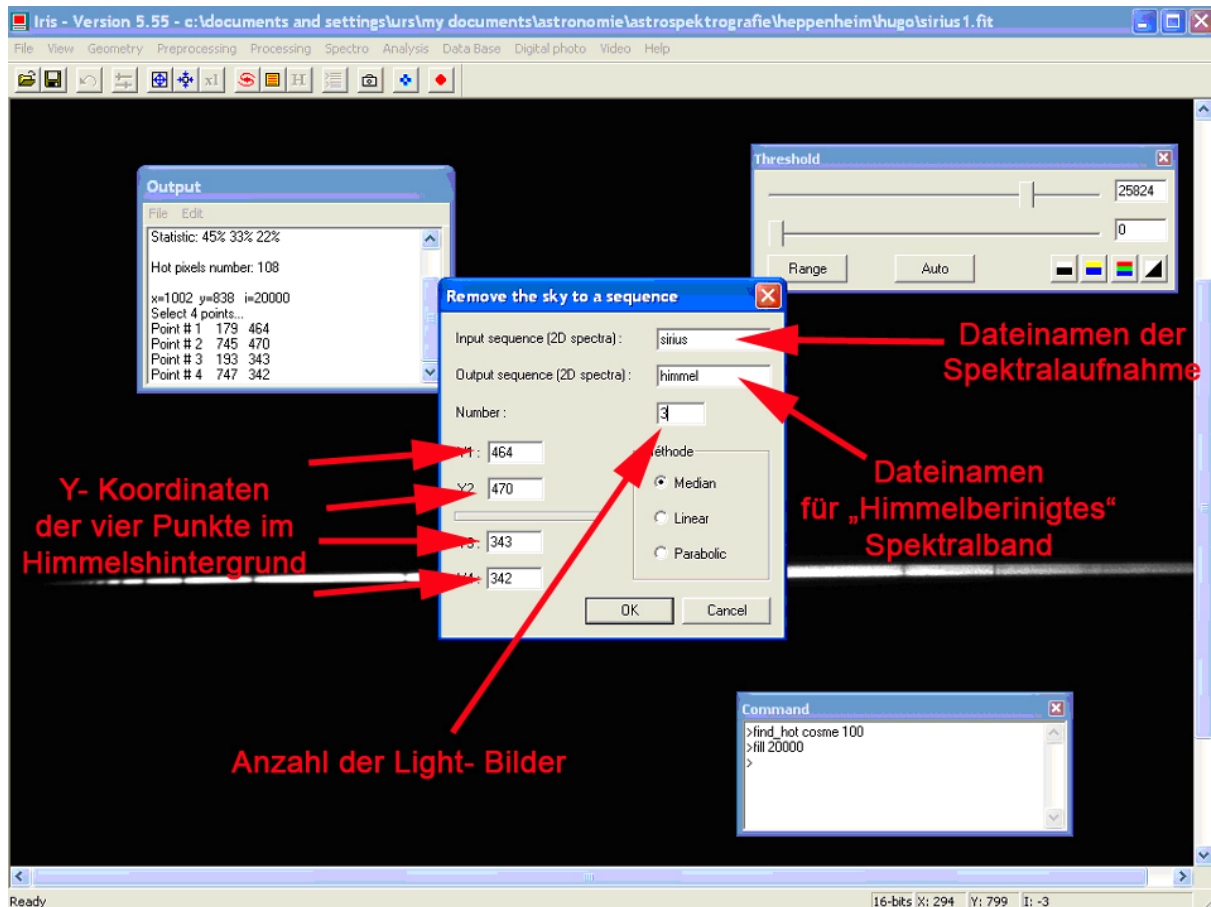 Iris - Version 5.55 - c:\documents and settings\urs\my documents\astronomie\astrospektrografie\heppenheim\hugo\sirius1.fit
File View Geometry Preprocessing Processing Spectro Analysis Data Base Digital photo Video Help
x1 H
Output
File Edit
Statistic: 45% 33% 22%
Hot pixels number: 108
x=1002 y=838 i=20000
Select 4 points...
Point # 1 179 464
Point # 2 745 470
Point # 3 193 343
Point # 4 747 342
Threshold
25824
0
Range Auto
Remove the sky to a sequence
Input sequence (2D spectra) : sirius
Output sequence (2D spectra) : himmel
Number : 3
464
470
343
342
Median
Linear
Parabolic
OK Cancel
Dateinamen der
Spektralaufnahme
Dateinamen
für „Himmelberinigtes“
Spektralband
Y- Koordinaten
der vier Punkte im
Himmelshintergrund
Anzahl der Light- Bilder
Command
>find_hot cosme 100
>fill 20000
>
Ready
16-bits X: 294 Y: 799 I: -3